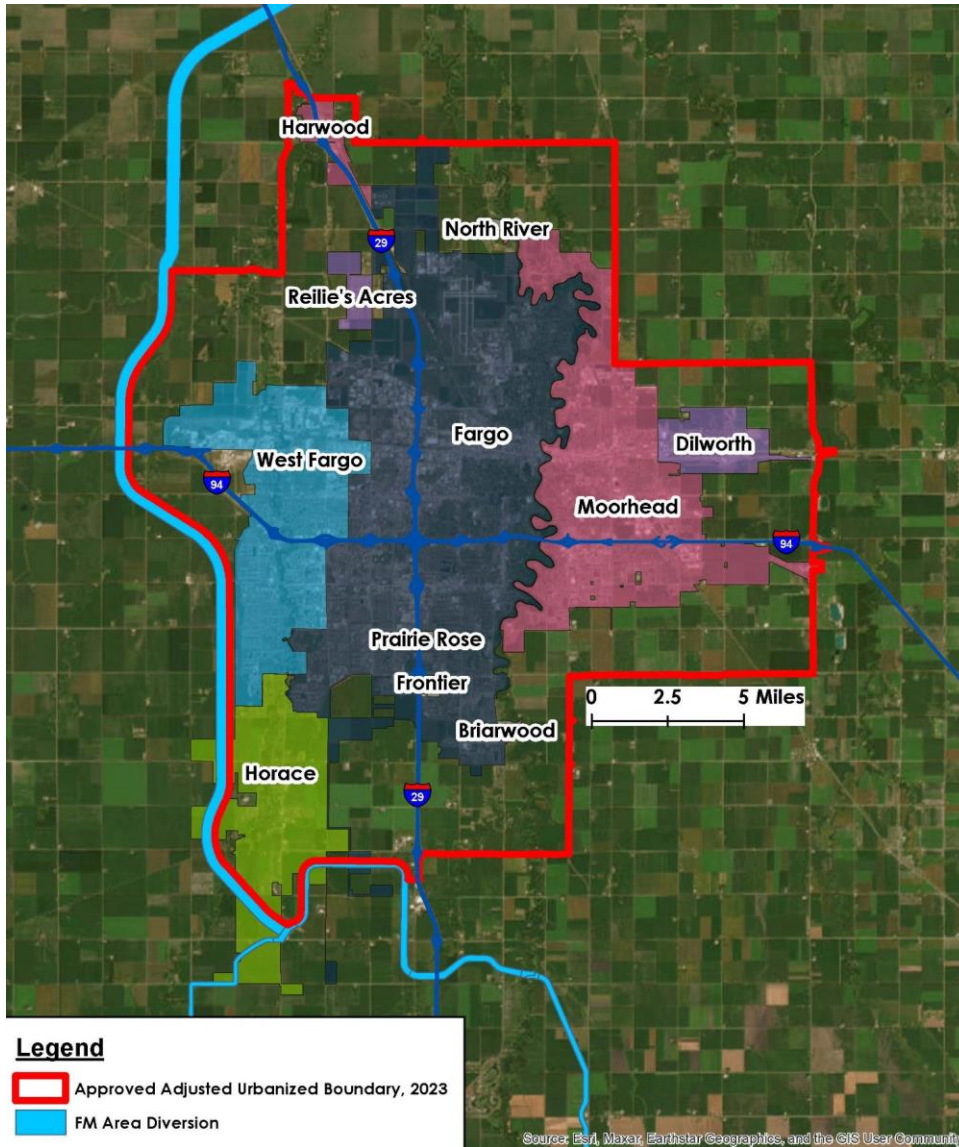 Harwood
North River
29
Reilie's Acres
Fargo
West Fargo
Dilworth
94
Moorhead
94
Prairie Rose
Frontier
0 2.5 5 Miles
Briarwood
Horace
29
Legend
Approved Adjusted Urbanized Boundary, 2023
FM Area Diversion
Source: Esri, Maxar, Earthstar Geographics, and the GIS User Community